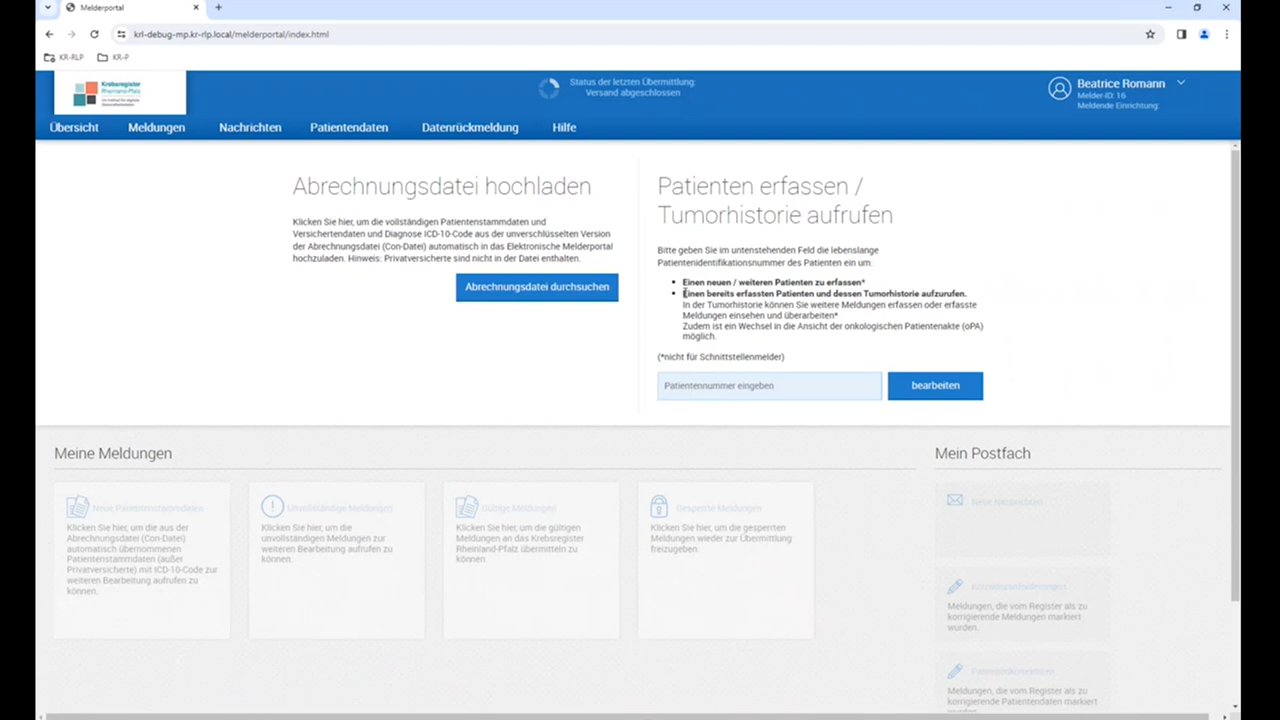 Melderportal
krl-debug-mp.kr-rlp.local/melderportal/index.html
KR-RLP
KR-P
Krebsregister
Rheinland-Pfalz
Status der letzten Übermittlung:
Versand abgeschlossen
Beatrice Romann
Melder-ID: 16
Meldende Einrichtung:
Übersicht
Meldungen
Nachrichten
Patientendaten
Datenrückmeldung
Hilfe
Abrechnungsdatei hochladen
Klicken Sie hier, um die vollständigen Patientenstammdaten und
Versichertendaten und Diagnose ICD-10-Code aus der unverschlüsselten Version
der Abrechnungsdatei (Con-Datei) automatisch in das Elektronische Melderportal
hochzuladen. Hinweis: Privatversicherte sind nicht in der Datei enthalten.
Abrechnungsdatei durchsuchen
Patienten erfassen /
Tumorhistorie aufrufen
Bitte geben Sie im untenstehenden Feld die lebenslange
Patientenidentifikationsnummer des Patienten ein um:
Einen neuen / weiteren Patienten zu erfassen*
Einen bereits erfassten Patienten und dessen Tumorhistorie aufzurufen.
In der Tumorhistorie können Sie weitere Meldungen erfassen oder erfasste
Meldungen einsehen und überarbeiten*
Zudem ist ein Wechsel in die Ansicht der onkologischen Patientenakte (oPA)
möglich.
(*nicht für Schnittstellenmelder)
Patientennummer eingeben
bearbeiten
Meine Meldungen
Neue Patientenstammdaten
Klicken Sie hier, um die aus der
Abrechnungsdatei (Con-Datei)
automatisch übernommenen
Patientenstammdaten (außer
Privatversicherte) mit ICD-10-Code zur
weiteren Bearbeitung aufrufen zu
können.
Unvollständige Meldungen
Klicken Sie hier, um die
unvollständigen Meldungen zur
weiteren Bearbeitung aufrufen zu
können.
Gültige Meldungen
Klicken Sie hier, um die gültigen
Meldungen an das Krebsregister
Rheinland-Pfalz übermitteln zu
können.
Gesperrte Meldungen
Klicken Sie hier, um die gesperrten
Meldungen wieder zur Übermittlung
freizugeben.
Mein Postfach
Neue Nachrichten
Meldungen, die vom Register als zu
korrigierende Meldungen markiert
wurden.
Meldungen, die vom Register als zu
korrigierende Patientendaten markiert